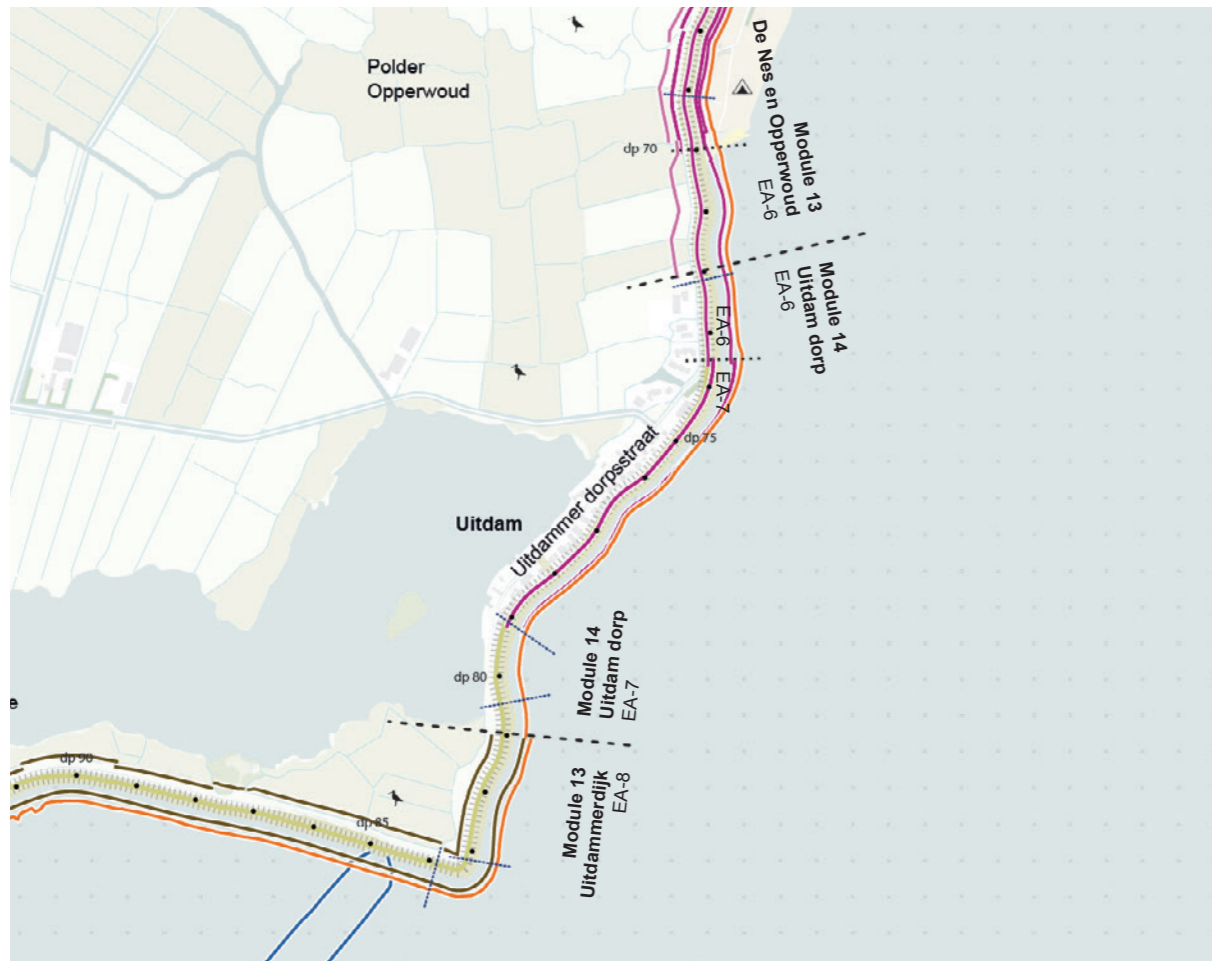 Polder
Opperwoud
De Nes en Opperwoud
Module 13
EA-6
dp 70
Module 14
Uitdam dorp
EA-6
EA-6
EA-7
dp 75
Uitdammer dorpsstraat
Uitdam
Module 14
Uitdam dorp
EA-7
dp 80
e
Module 13
Uitdammerdijk
EA-8
dp 90
dp 85